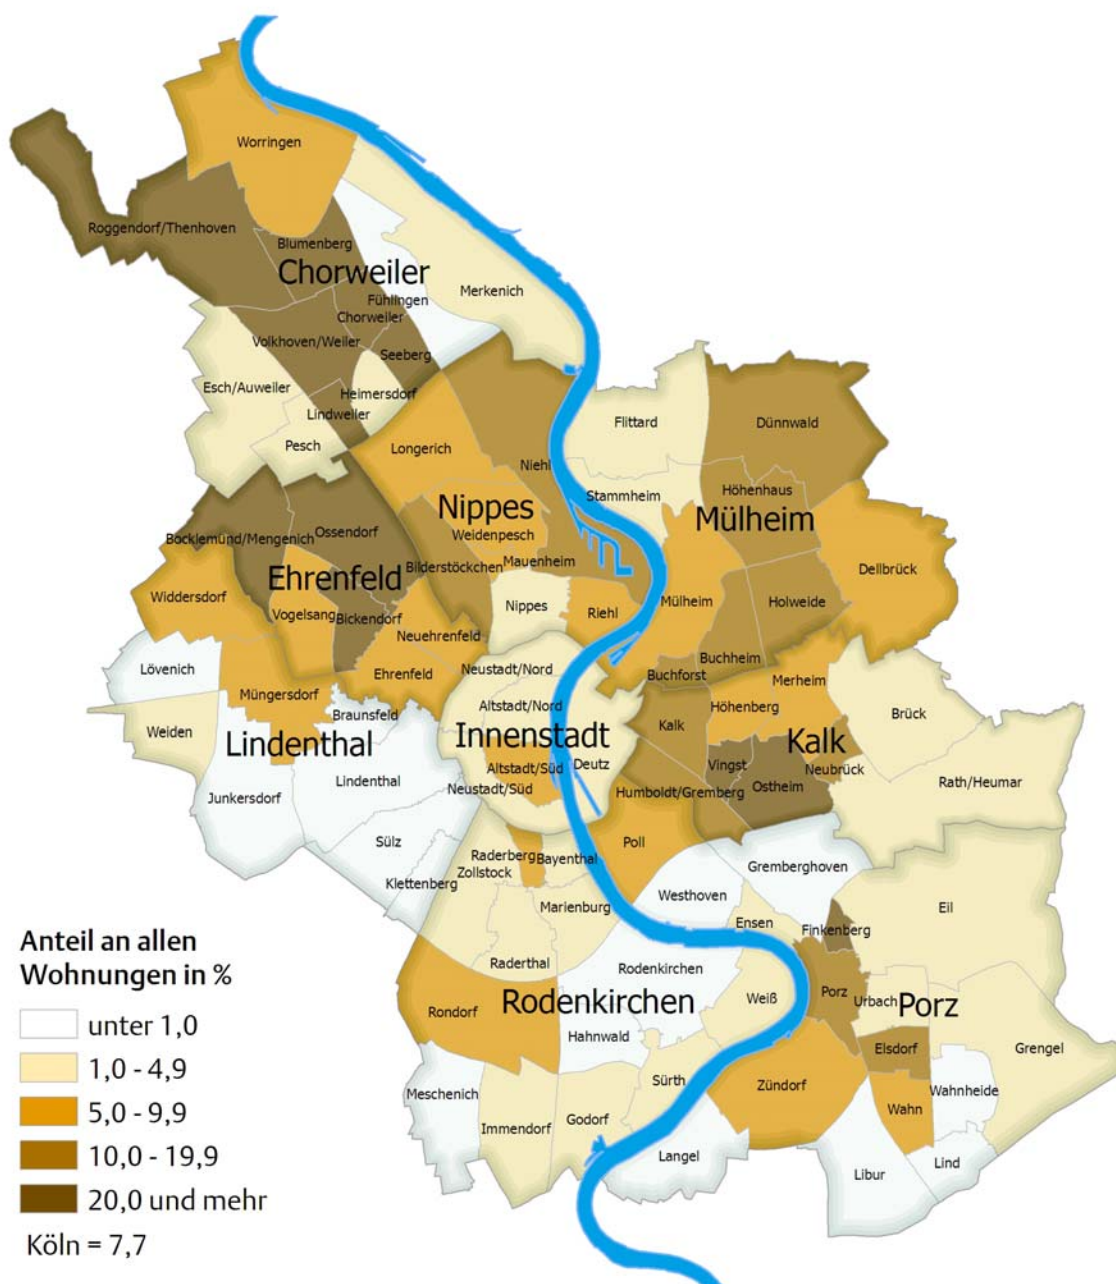 Worringen
Roggendorf/Thenhoven
Blumenberg
Chorweiler
Fühlingen
Merkenich
Chorweiler
Volkhoven/Weiler
Seeberg
Esch/Auweiler
Heimersdorf
Lindweiler
Pesch
Longerich
Flittard
Dünnwald
Niehl
Höhenhaus
Stammheim
Nippes
Mülheim
Weidenpesch
Ossendorf
Bocklemünd/Mengenich
Mauenheim
Bilderstöckchen
Dellbrück
Ehrenfeld
Widdersdorf
Nippes
Riehl
Mülheim
Holweide
Vogelsang
Bickendorf
Neuehrenfeld
Buchheim
Lövenich
Neustadt/Nord
Ehrenfeld
Buchforst
Merheim
Müngersdorf
Altstadt/Nord
Höhenberg
Brück
Braunsfeld
Weiden
Kalk
Lindenthal
Innenstadt
Kalk
Deutz
Vingst
Neubrück
Altstadt/Süd
Lindenthal
Rath/Heumar
Neustadt/Süd
Humboldt/Gremberg
Ostheim
Junkersdorf
Sülz
Poll
Raderberg
Bayenthal
Zollstock
Gremberghoven
Klettenberg
Westhoven
Marienburg
Eil
Ensen
Finkenberg
Raderthal
Rodenkirchen
Rodenkirchen
Weiß
Porz
Urbach
Porz
Rondorf
Hahnwald
Elsdorf
Grengel
Sürth
Zündorf
Meschenich
Wahnheide
Wahn
Immendorf
Godorf
Langel
Libur
Lind
Anteil an allen
Wohnungen in %
unter 1,0
1,0 - 4,9
5,0 - 9,9
10,0 - 19,9
20,0 und mehr
Köln = 7,7